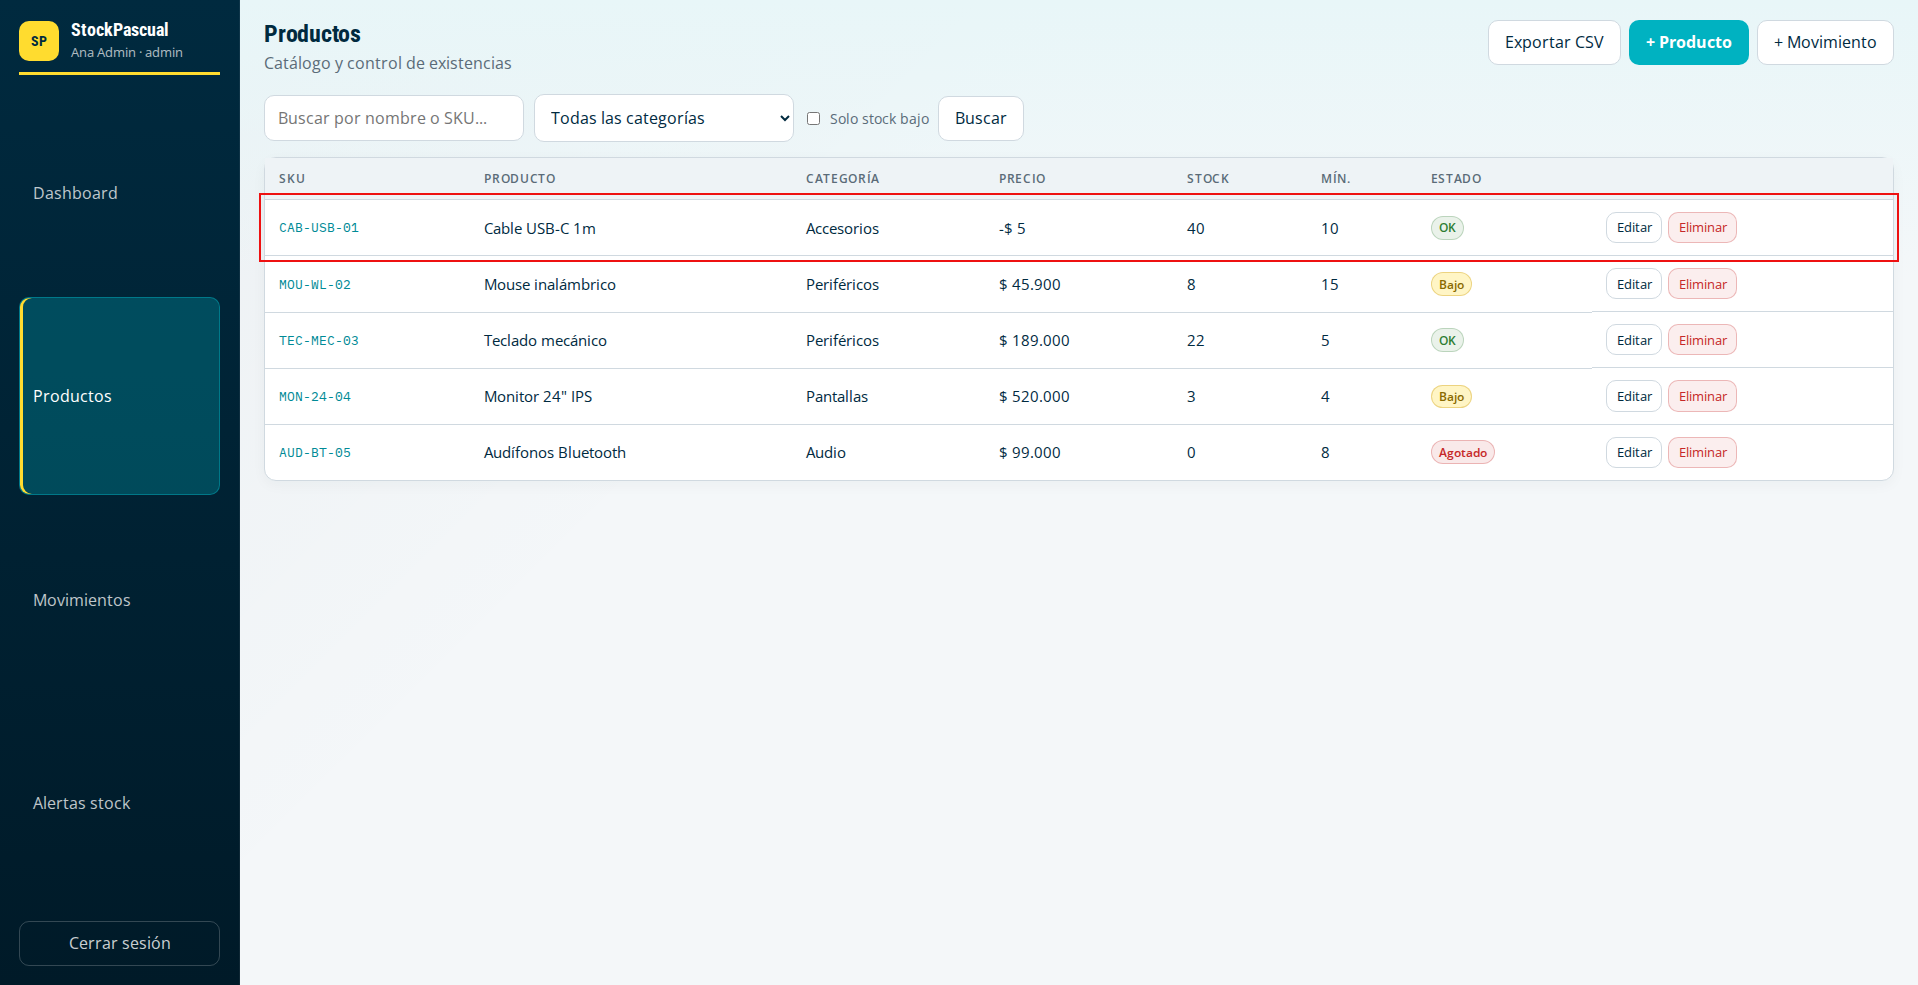 SP
StockPascual
Ana Admin · admin
Dashboard
Productos
Movimientos
Alertas stock
Cerrar sesión
Productos
Catálogo y control de existencias
Exportar CSV
+ Producto
+ Movimiento
Buscar por nombre o SKU...
Todas las categorías
Solo stock bajo
Buscar
SKU PRODUCTO CATEGORÍA PRECIO STOCK MÍN. ESTADO
CAB-USB-01 Cable USB-C 1m Accesorios -$ 5 40 10 OK Editar Eliminar
MOU-WL-02 Mouse inalámbrico Periféricos $ 45.900 8 15 Bajo Editar Eliminar
TEC-MEC-03 Teclado mecánico Periféricos $ 189.000 22 5 OK Editar Eliminar
MON-24-04 Monitor 24" IPS Pantallas $ 520.000 3 4 Bajo Editar Eliminar
AUD-BT-05 Audífonos Bluetooth Audio $ 99.000 0 8 Agotado Editar Eliminar